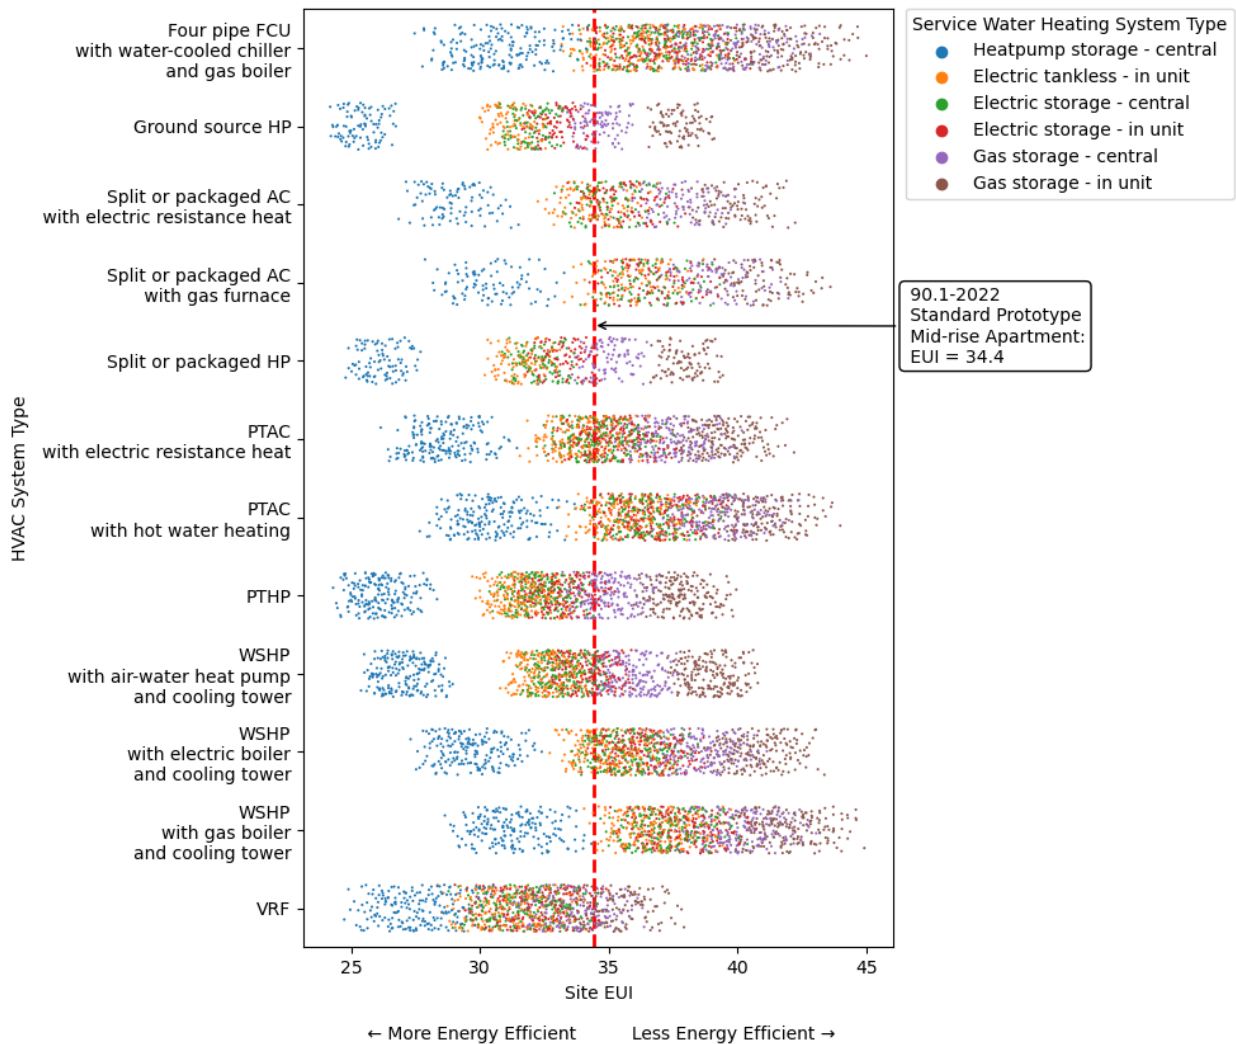 Four pipe FCU
with water-cooled chiller
and gas boiler
Ground source HP
Split or packaged AC
with electric resistance heat
Split or packaged AC
with gas furnace
Split or packaged HP
PTAC
with electric resistance heat
PTAC
with hot water heating
PTHP
WSHP
with air-water heat pump
and cooling tower
WSHP
with electric boiler
and cooling tower
WSHP
with gas boiler
and cooling tower
VRF
HVAC System Type
25 30 35 40 45
Site EUI
← More Energy Efficient Less Energy Efficient →
Service Water Heating System Type
Heatpump storage - central
Electric tankless - in unit
Electric storage - central
Electric storage - in unit
Gas storage - central
Gas storage - in unit
90.1-2022
Standard Prototype
Mid-rise Apartment:
EUI = 34.4